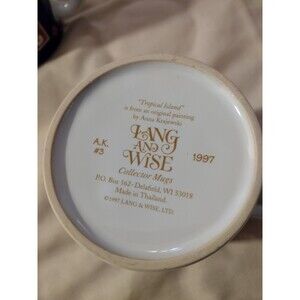 "Tropical Island"
is from an original painting
by Anna Krajewski
LANG
AND
WISE
A.K.
#3
1997
Collector Mugs
P.O. Box 362 - Delafield, WI 53018
Made in Thailand.
©1997 LANG & WISE, LTD.